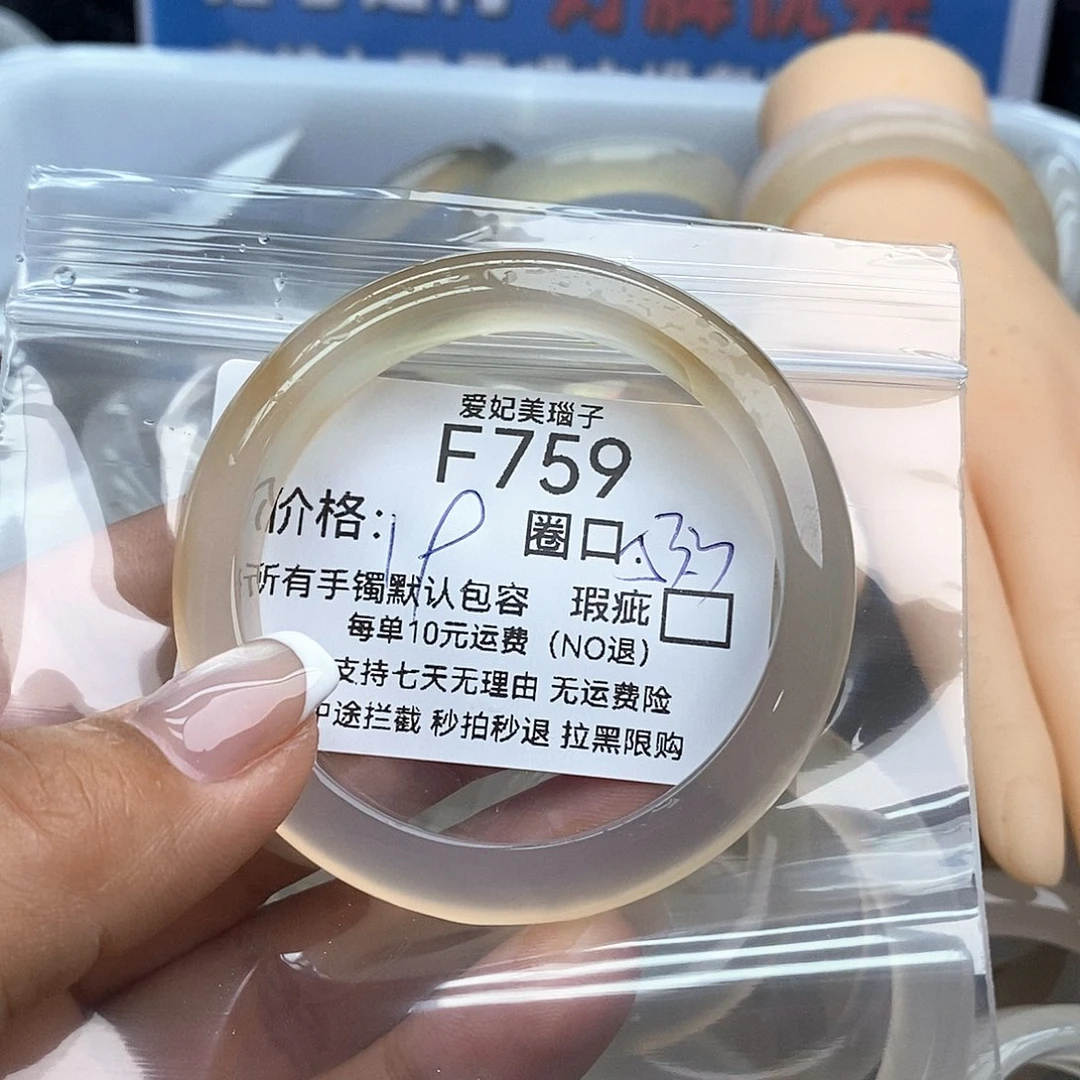 爱妃美瑙子
F759
价格: 圈口:
所有手镯默认包容 瑕疵
每单10元运费（NO退）
支持七天无理由 无运费险
中途拦截 秒拍秒退 拉黑限购